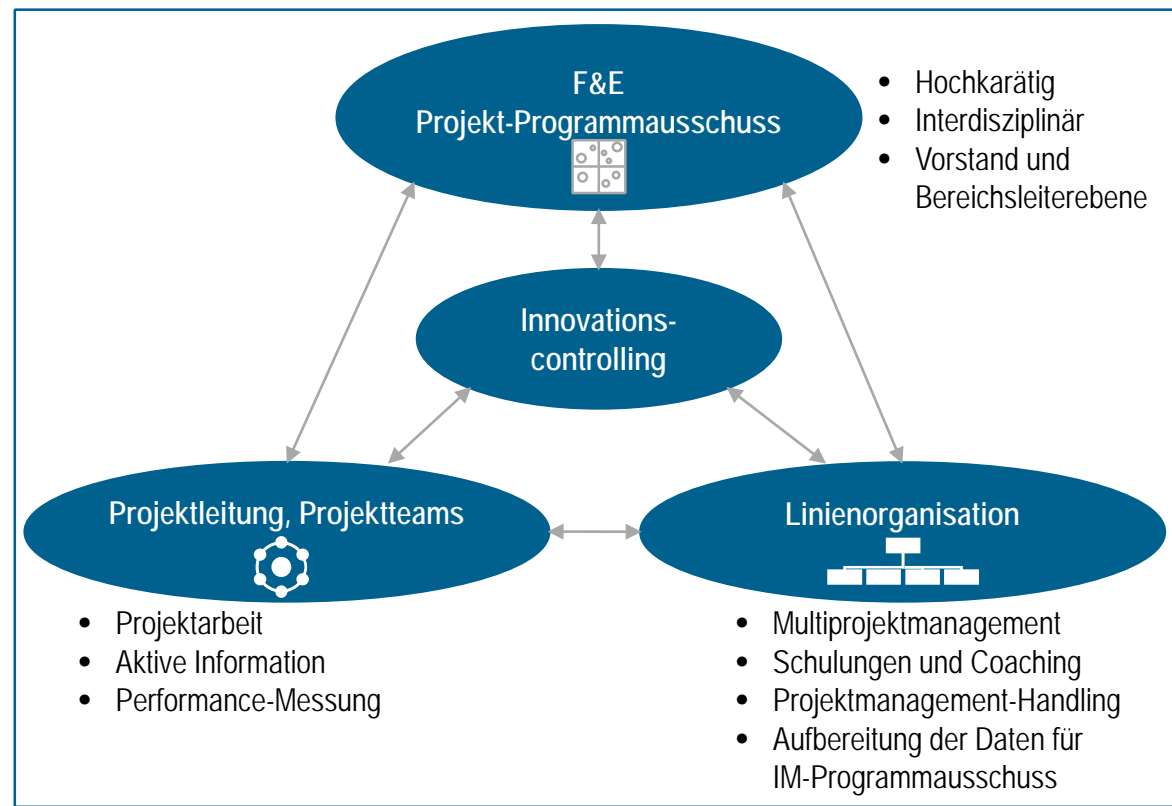 F&E
Projekt-Programmausschuss
• Hochkarätig
• Interdisziplinär
• Vorstand und
Bereichsleiterebene
Innovations-
controlling
Projektleitung, Projektteams
• Projektarbeit
• Aktive Information
• Performance-Messung
Linienorganisation
• Multiprojektmanagement
• Schulungen und Coaching
• Projektmanagement-Handling
• Aufbereitung der Daten für
IM-Programmausschuss